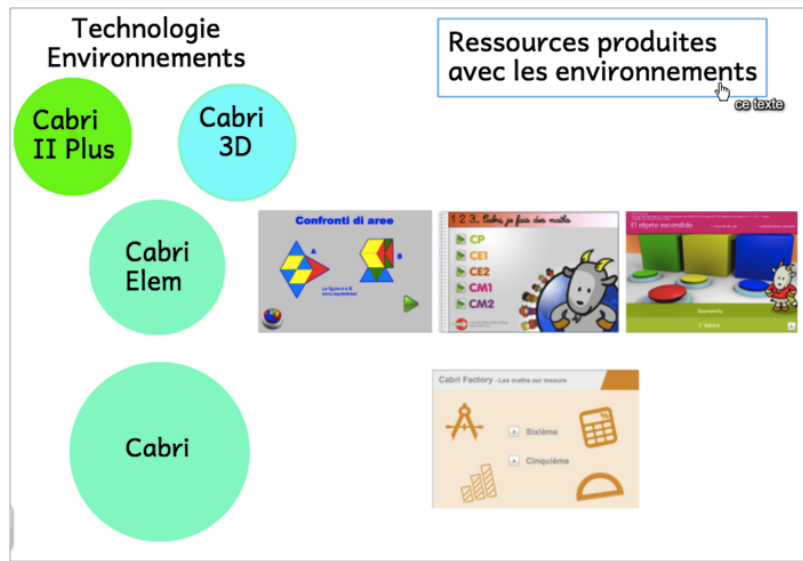 Technologie
Environnements
Ressources produites
avec les environnements
ce texte
Cabri
II Plus
Cabri
3D
Cabri
Elem
Confronti di aree
A
B
1 2 3... Cabri, je fais des maths
CP
CE1
CE2
CM1
CM2
El objeto escondido
Geometría
1° básico
Cabri
Cabri Factory - Les maths sur mesure
Sixième
Cinquième